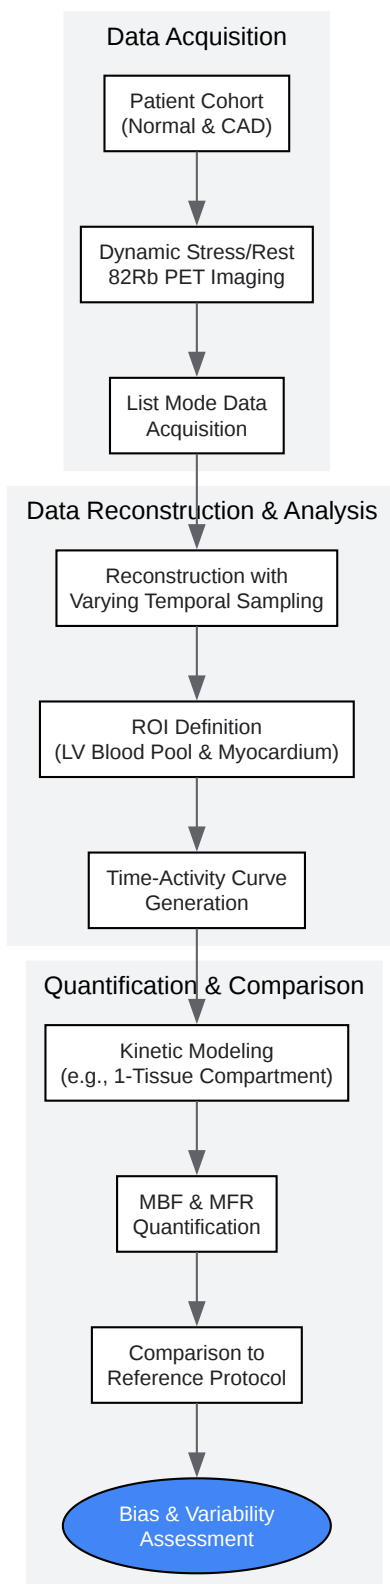 Data Acquisition
Patient Cohort
(Normal & CAD)
Dynamic Stress/Rest
82Rb PET Imaging
List Mode Data
Acquisition
Data Reconstruction & Analysis
Reconstruction with
Varying Temporal Sampling
ROI Definition
(LV Blood Pool & Myocardium)
Time-Activity Curve
Generation
Quantification & Comparison
Kinetic Modeling
(e.g., 1-Tissue Compartment)
MBF & MFR
Quantification
Comparison to
Reference Protocol
Bias & Variability
Assessment